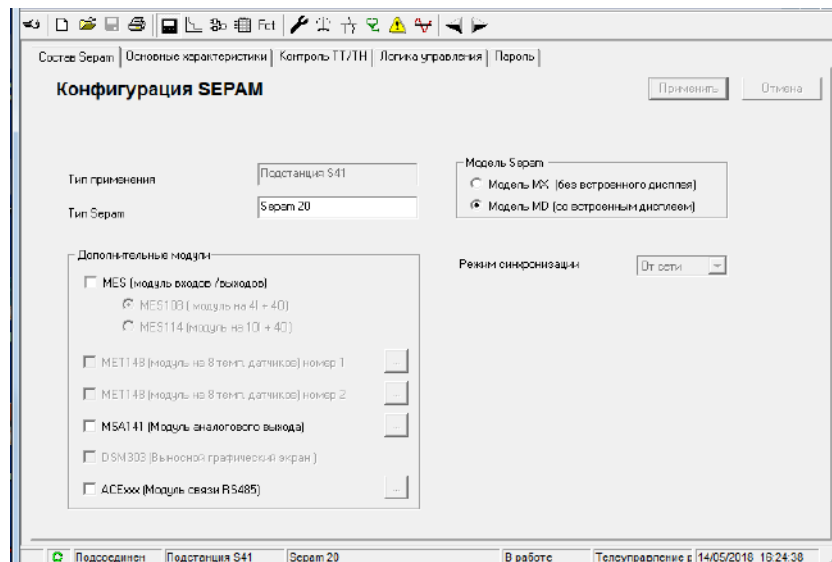 Fct
Состав Sepam Основные характеристики Контроль ТТ/ТН Логика управления Пароль
Конфигурация SEPAM
Применить Отмена
Тип применения Подстанция S41
Тип Sepam Sepam 20
Модель Sepam
Модель MX (без встроенного дисплея)
Модель MD (со встроенным дисплеем)
Режим синхронизации От сети
Дополнительные модули
MES (модуль входов /выходов)
MES108 ( модуль на 4I + 4O)
MES114 (модуль на 10I + 4O)
MET148 (модуль на 8 темп. датчиков) номер 1 ...
MET148 (модуль на 8 темп. датчиков) номер 2 ...
MSA141 (Модуль аналогового выхода) ...
DSM303 (Выносной графический экран )
ACExxx (Модуль связи RS485) ...
Подсоединен Подстанция S41 Sepam 20 В работе Телеуправление р 14/05/2018 16:24:38